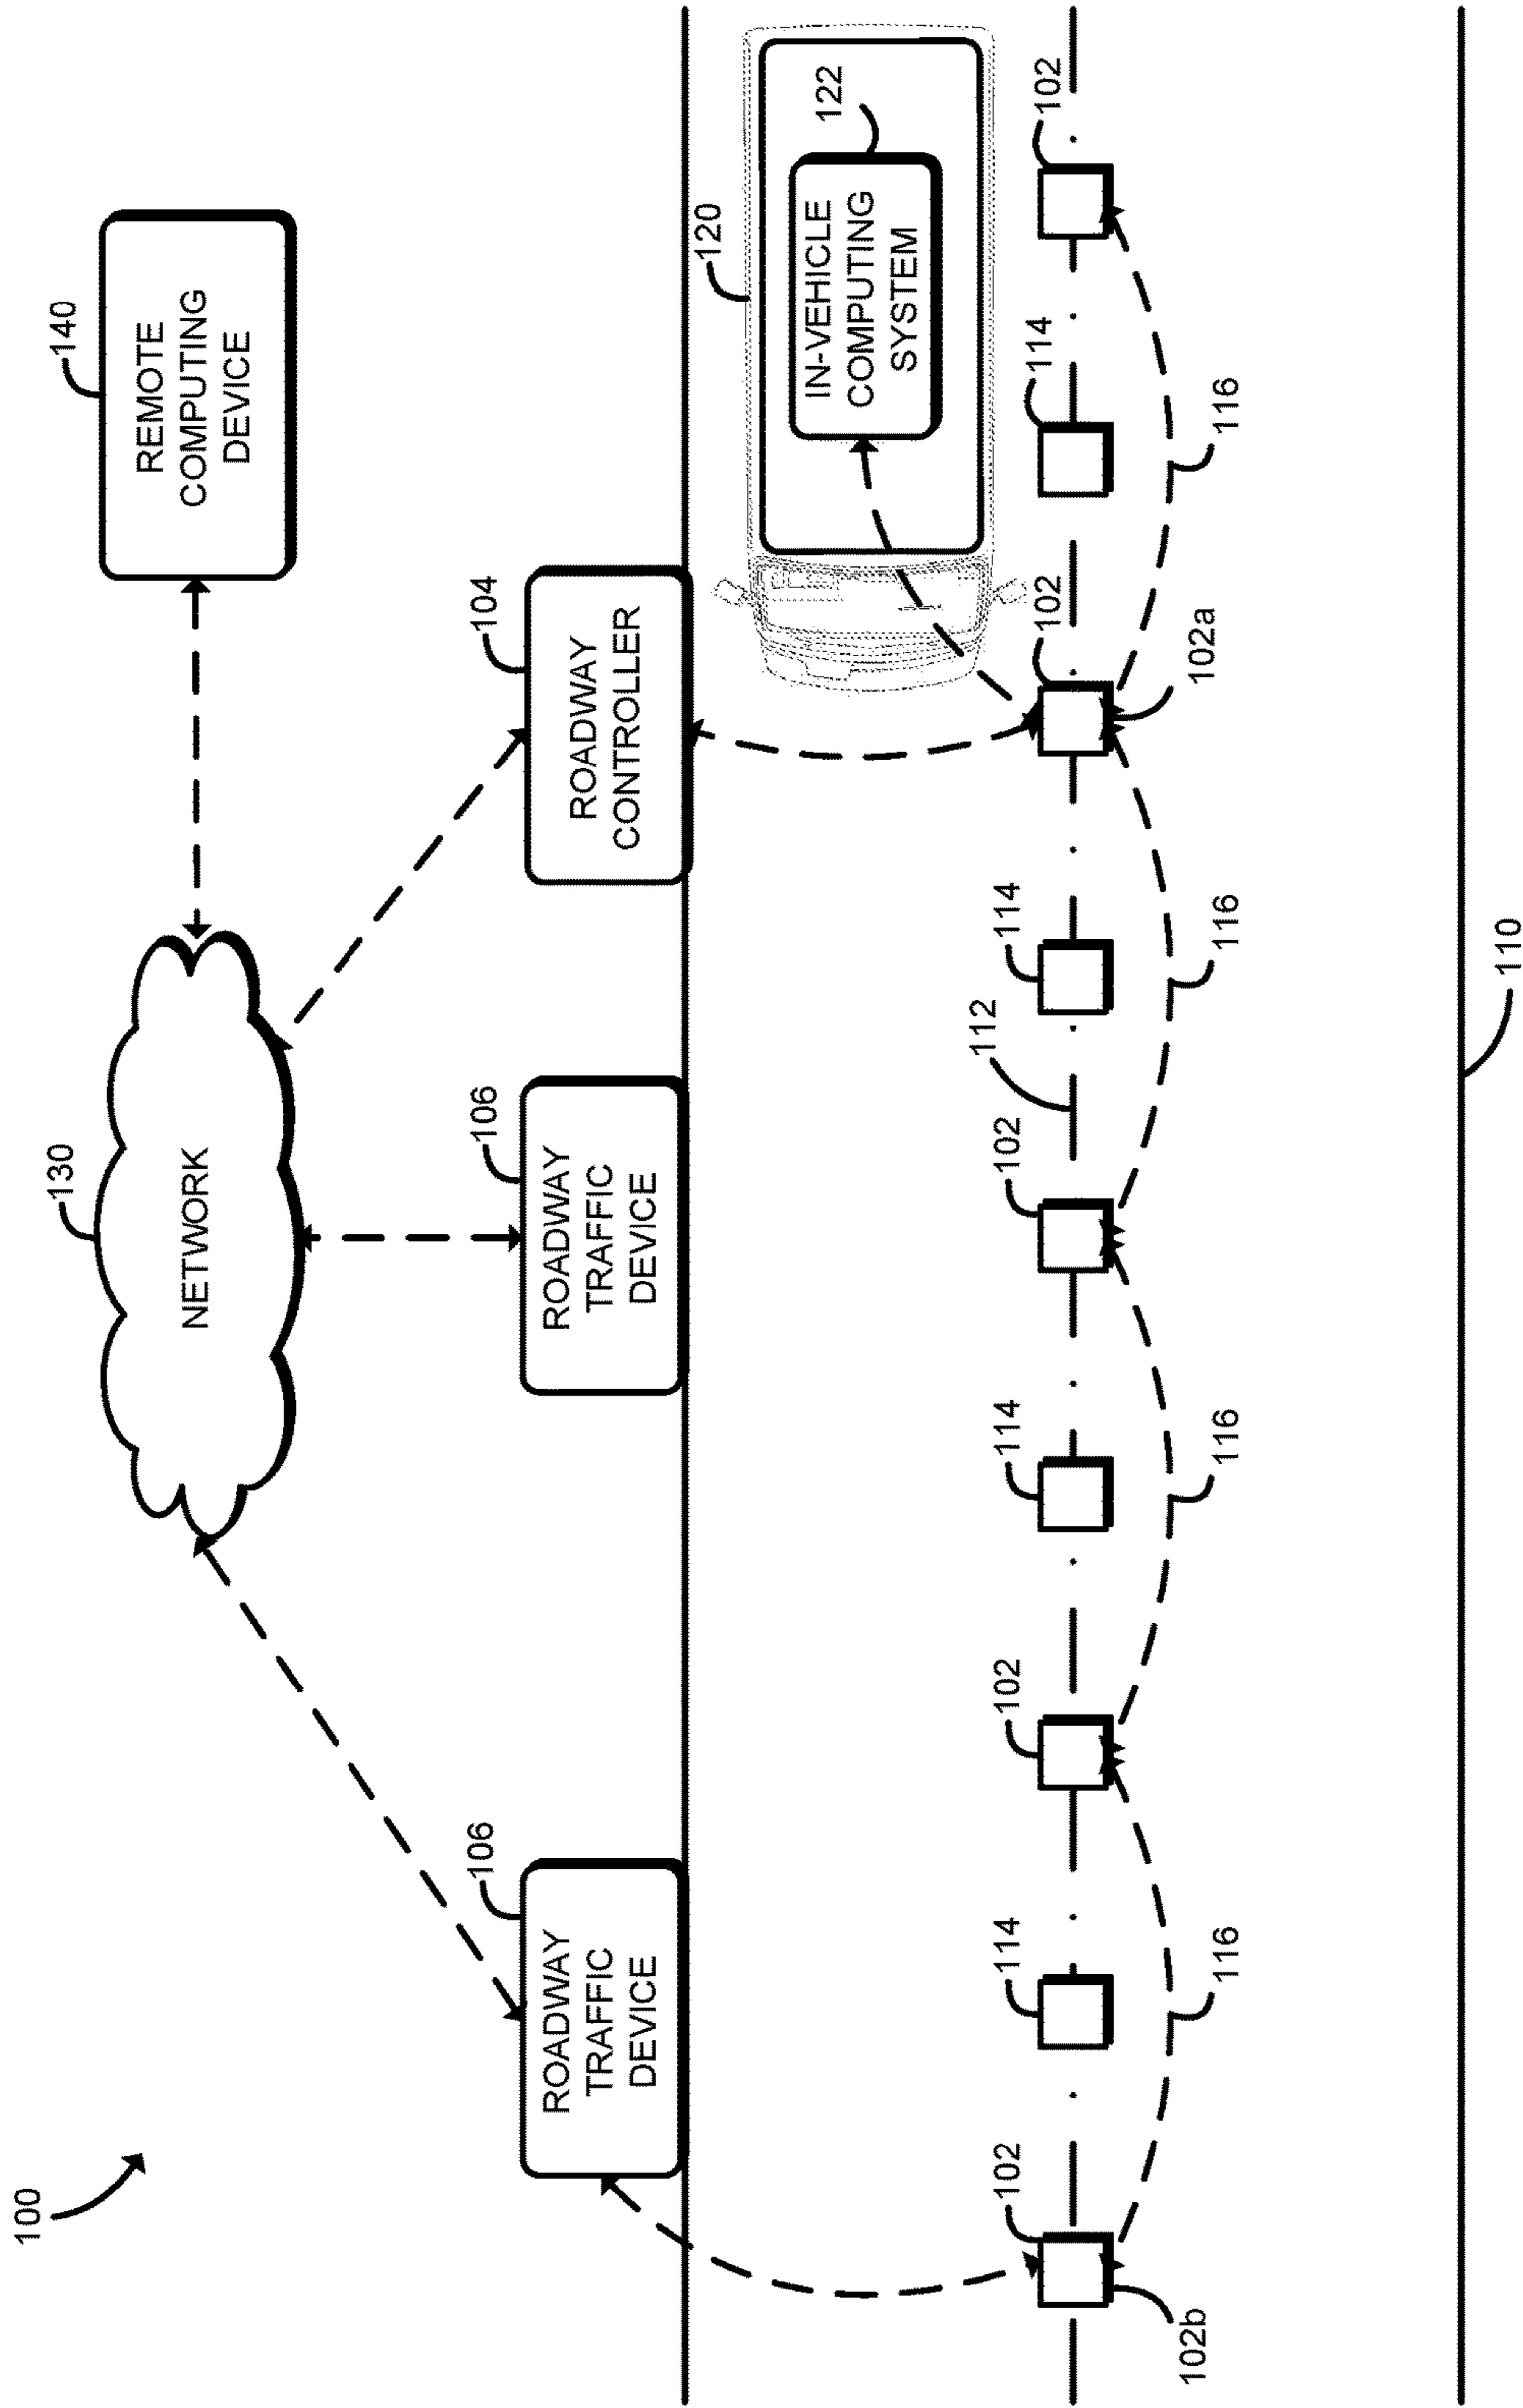 100
130
NETWORK
140
REMOTE
COMPUTING
DEVICE
106
ROADWAY
TRAFFIC
DEVICE
106
ROADWAY
TRAFFIC
DEVICE
104
ROADWAY
CONTROLLER
120
122
IN-VEHICLE
COMPUTING
SYSTEM
102
114
102
114
102
112
114
102
114
102
102b
116
116
116
116
102a
116
110